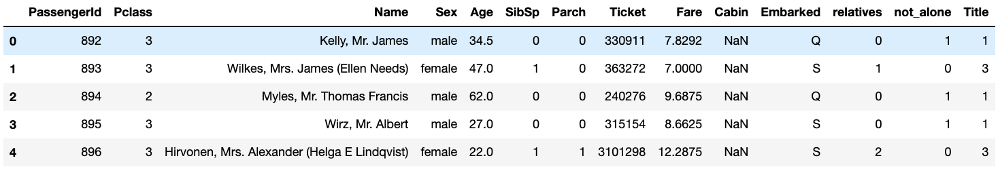 PassengerId Pclass Name Sex Age SibSp Parch Ticket Fare Cabin Embarked relatives not_alone Title
0 892 3 Kelly, Mr. James male 34.5 0 0 330911 7.8292 NaN Q 0 1 1
1 893 3 Wilkes, Mrs. James (Ellen Needs) female 47.0 1 0 363272 7.0000 NaN S 1 0 3
2 894 2 Myles, Mr. Thomas Francis male 62.0 0 0 240276 9.6875 NaN Q 0 1 1
3 895 3 Wirz, Mr. Albert male 27.0 0 0 315154 8.6625 NaN S 0 1 1
4 896 3 Hirvonen, Mrs. Alexander (Helga E Lindqvist) female 22.0 1 1 3101298 12.2875 NaN S 2 0 3